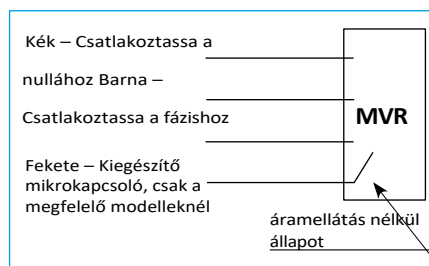 Kék – Csatlakoztassa a
nullához Barna –
Csatlakoztassa a fázishoz
MVR
Fekete – Kiegészítő
mikrokapcsoló, csak a
megfelelő modelleknél
áramellátás nélkül
állapot